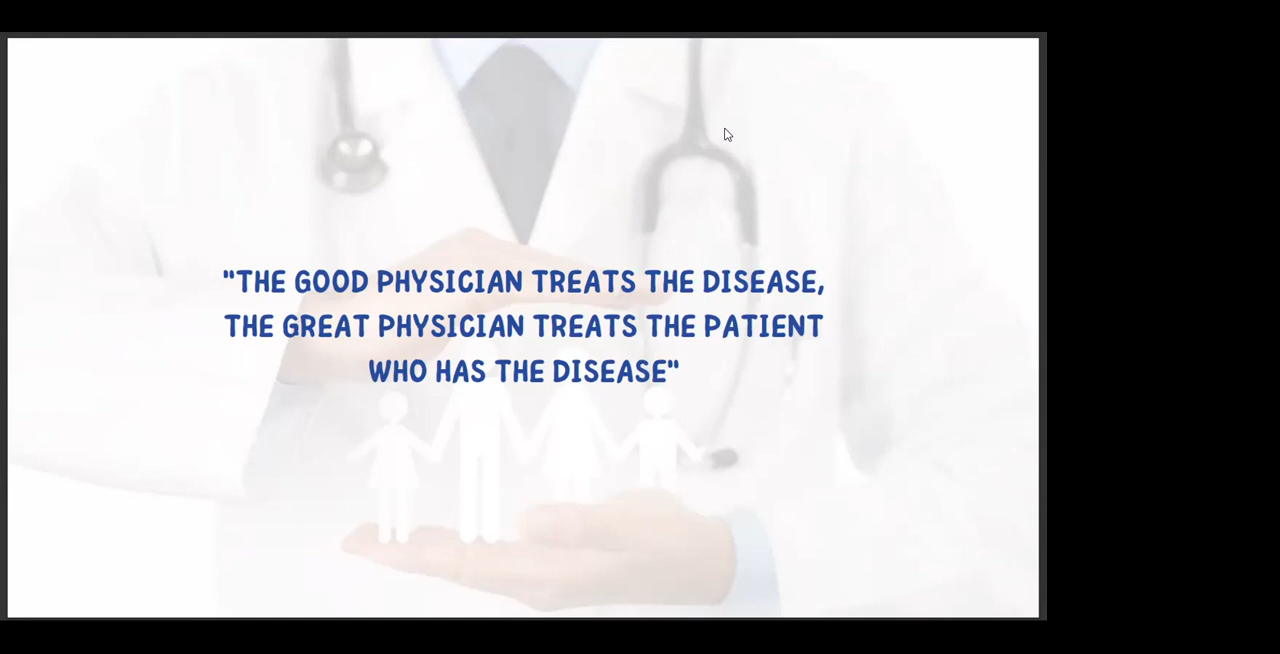 "THE GOOD PHYSICIAN TREATS THE DISEASE,
THE GREAT PHYSICIAN TREATS THE PATIENT
WHO HAS THE DISEASE"